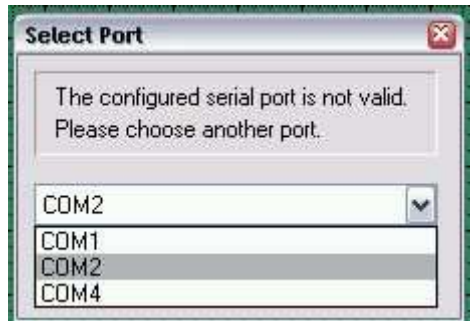 Select Port
The configured serial port is not valid.
Please choose another port.
COM2
COM1
COM2
COM4